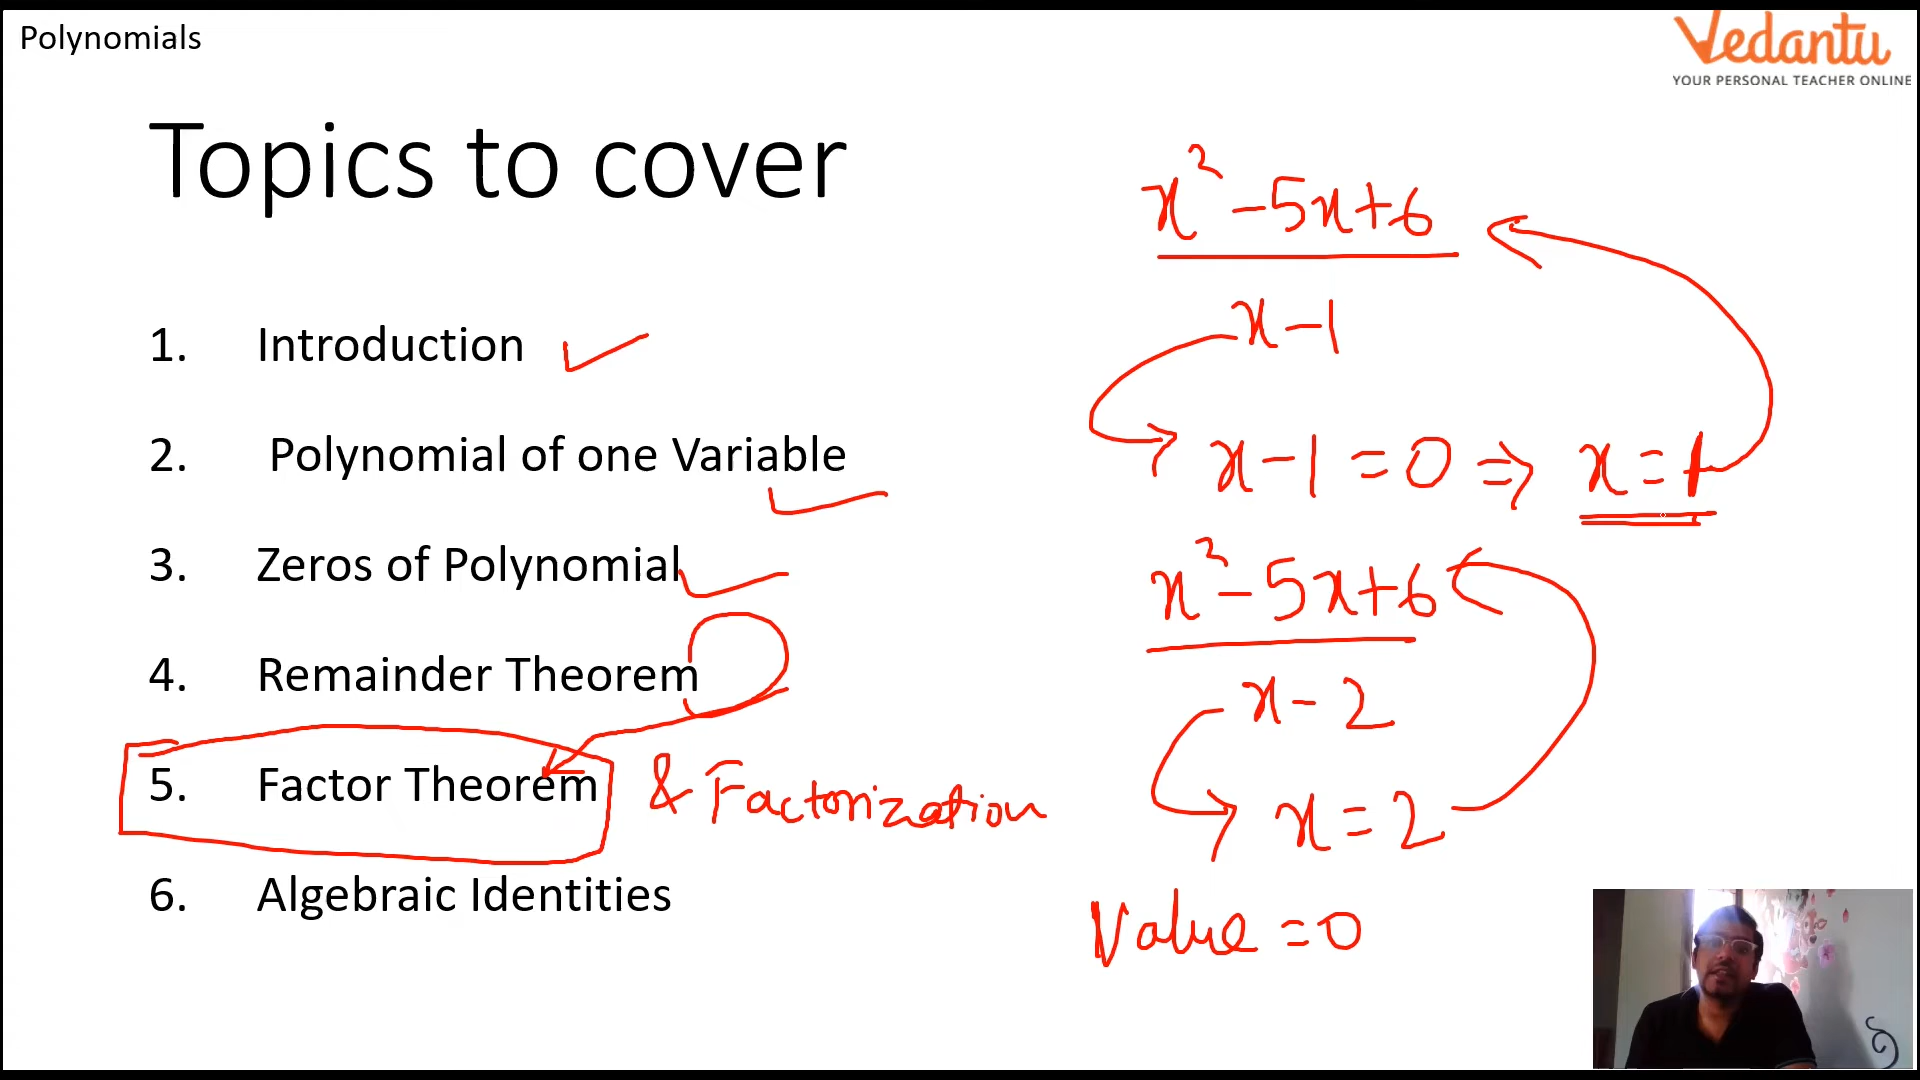 Polynomials
Vedantu
YOUR PERSONAL TEACHER ONLINE
Topics to cover
1. Introduction
2. Polynomial of one Variable
3. Zeros of Polynomial
4. Remainder Theorem
5. Factor Theorem & Factorization
6. Algebraic Identities
x² - 5x + 6
x - 1
x - 1 = 0 ⇒ x = 1
x² - 5x + 6
x - 2
x = 2
Value = 0